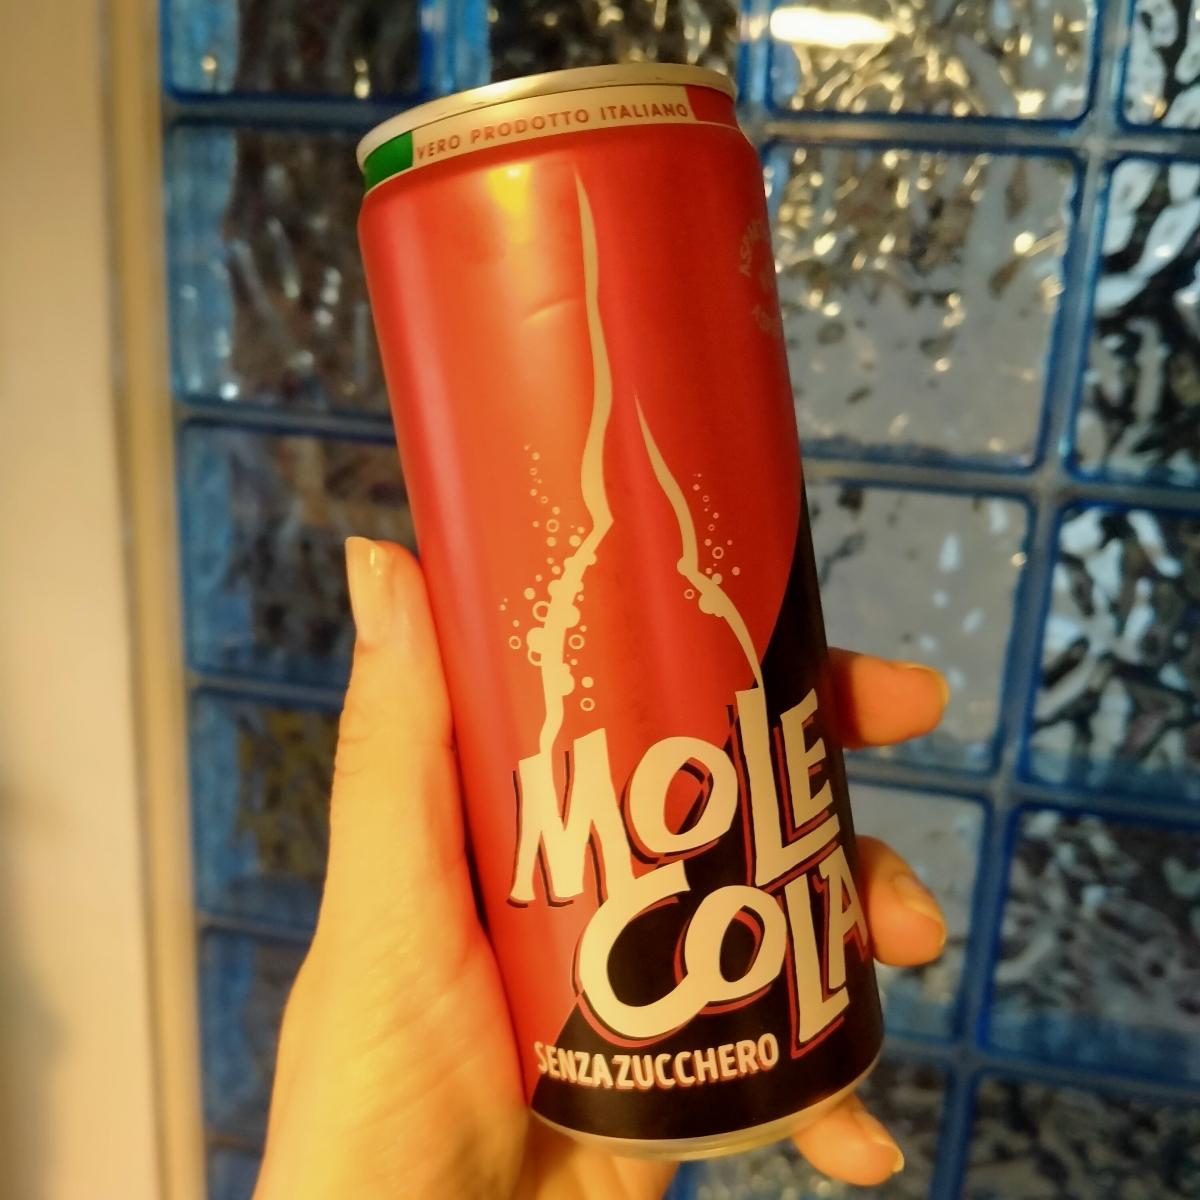 VERO PRODOTTO ITALIANO
MOLE
COLA
SENZA ZUCCHERO